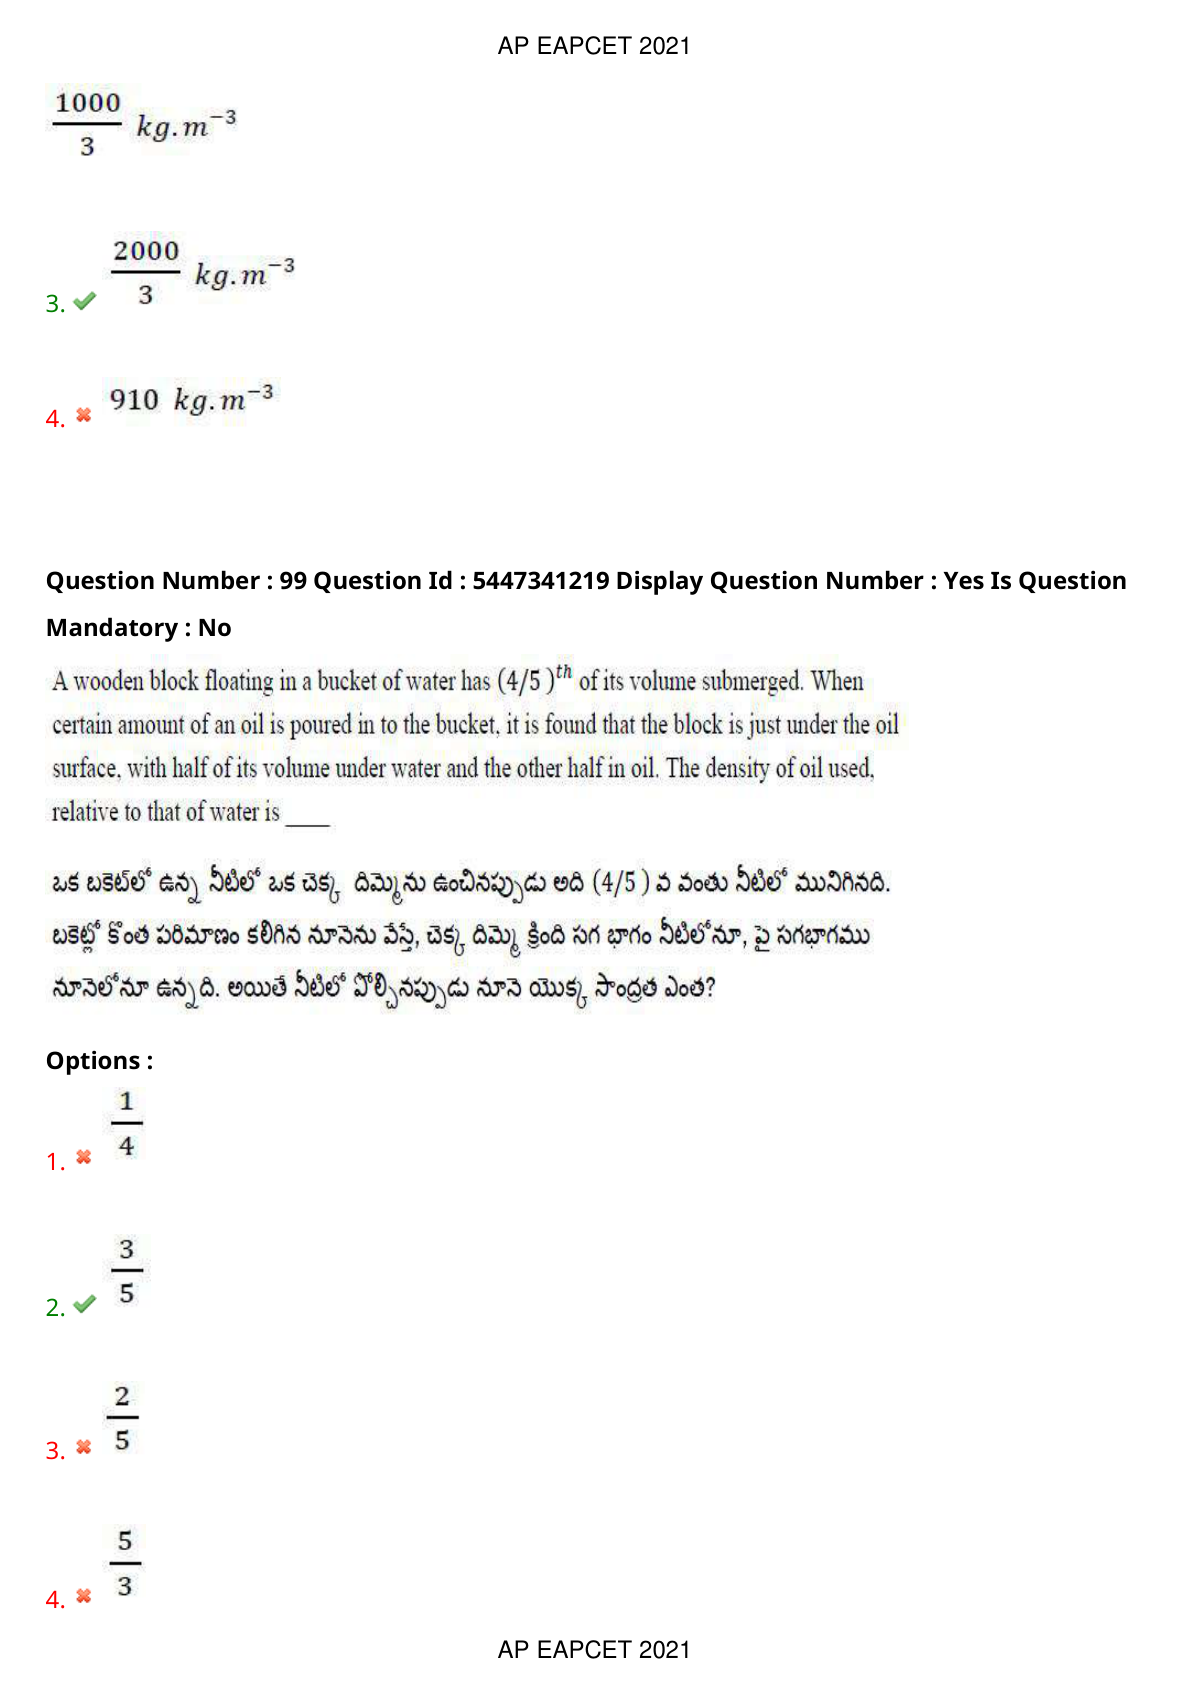 AP EAPCET 2021
1000/3 kg.m⁻³
3. 2000/3 kg.m⁻³
4. 910 kg.m⁻³
Question Number : 99 Question Id : 5447341219 Display Question Number : Yes Is Question
Mandatory : No
A wooden block floating in a bucket of water has (4/5 )ᵗʰ of its volume submerged. When
certain amount of an oil is poured in to the bucket, it is found that the block is just under the oil
surface, with half of its volume under water and the other half in oil. The density of oil used,
relative to that of water is ____
ఒక బకెట్‌లో ఉన్న నీటిలో ఒక చెక్క దిమ్మెను ఉంచినప్పుడు అది (4/5 ) వ వంతు నీటిలో మునిగినది.
బకెట్లో కొంత పరిమాణం కలిగిన నూనెను వేస్తే, చెక్క దిమ్మె క్రింది సగ భాగం నీటిలోనూ, పై సగభాగము
నూనెలోనూ ఉన్నది. అయితే నీటిలో పోల్చినప్పుడు నూనె యొక్క సాంద్రత ఎంత?
Options :
1. 1/4
2. 3/5
3. 2/5
4. 5/3
AP EAPCET 2021